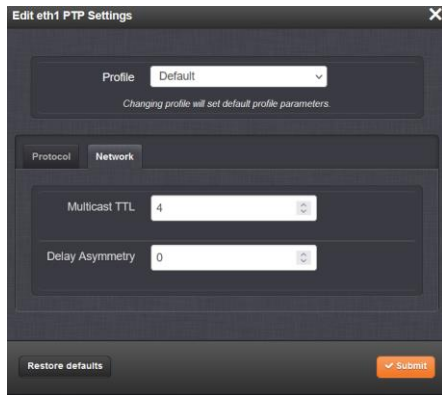 Edit eth1 PTP Settings
Profile Default
Changing profile will set default profile parameters.
Protocol Network
Multicast TTL 4
Delay Asymmetry 0
Restore defaults Submit